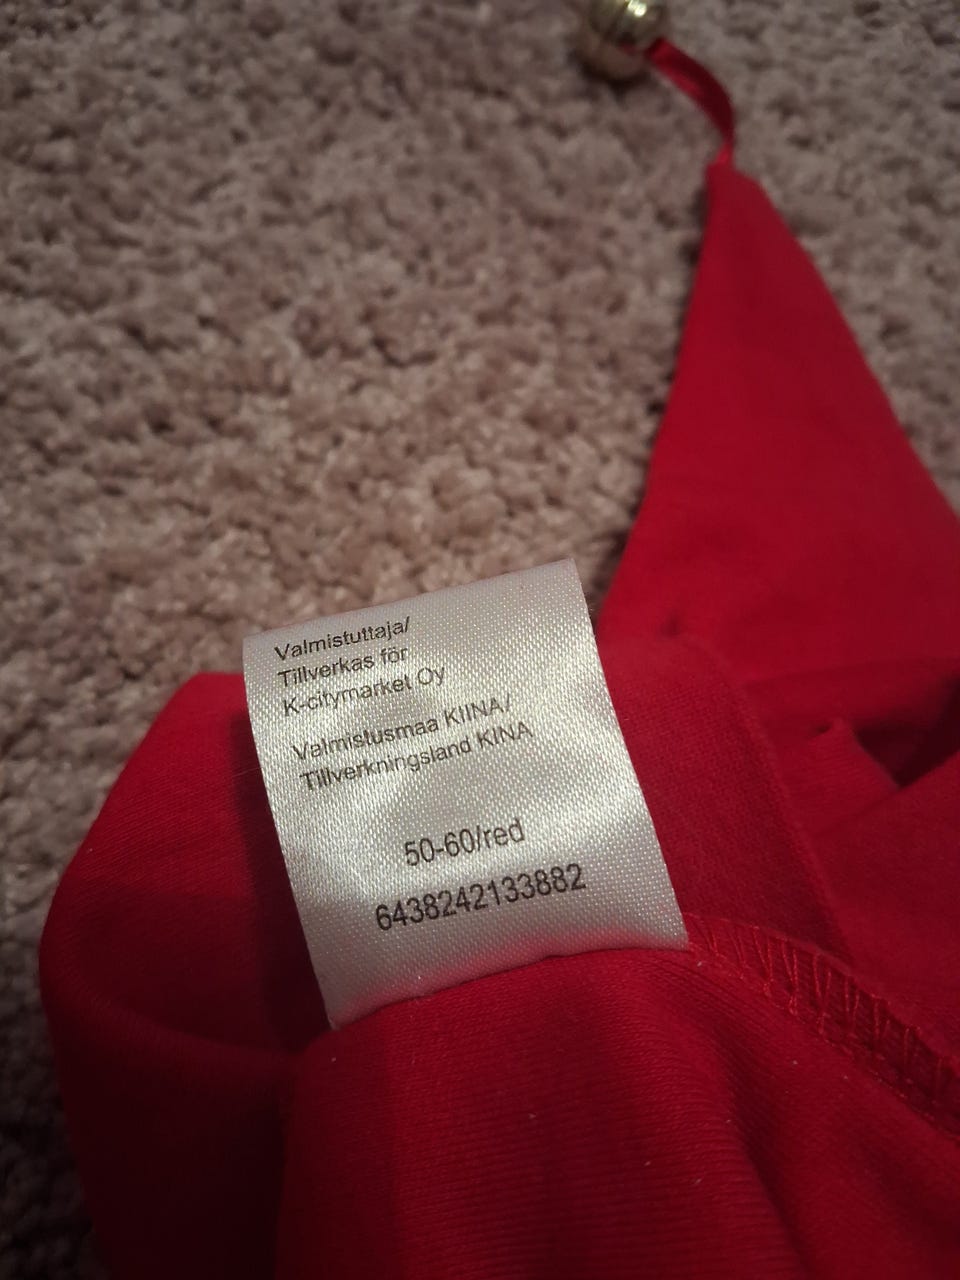 Valmistuttaja/
Tillverkas för
K-citymarket Oy
Valmistusmaa KIINA/
Tillverkningsland KINA
50-60/red
6438242133882